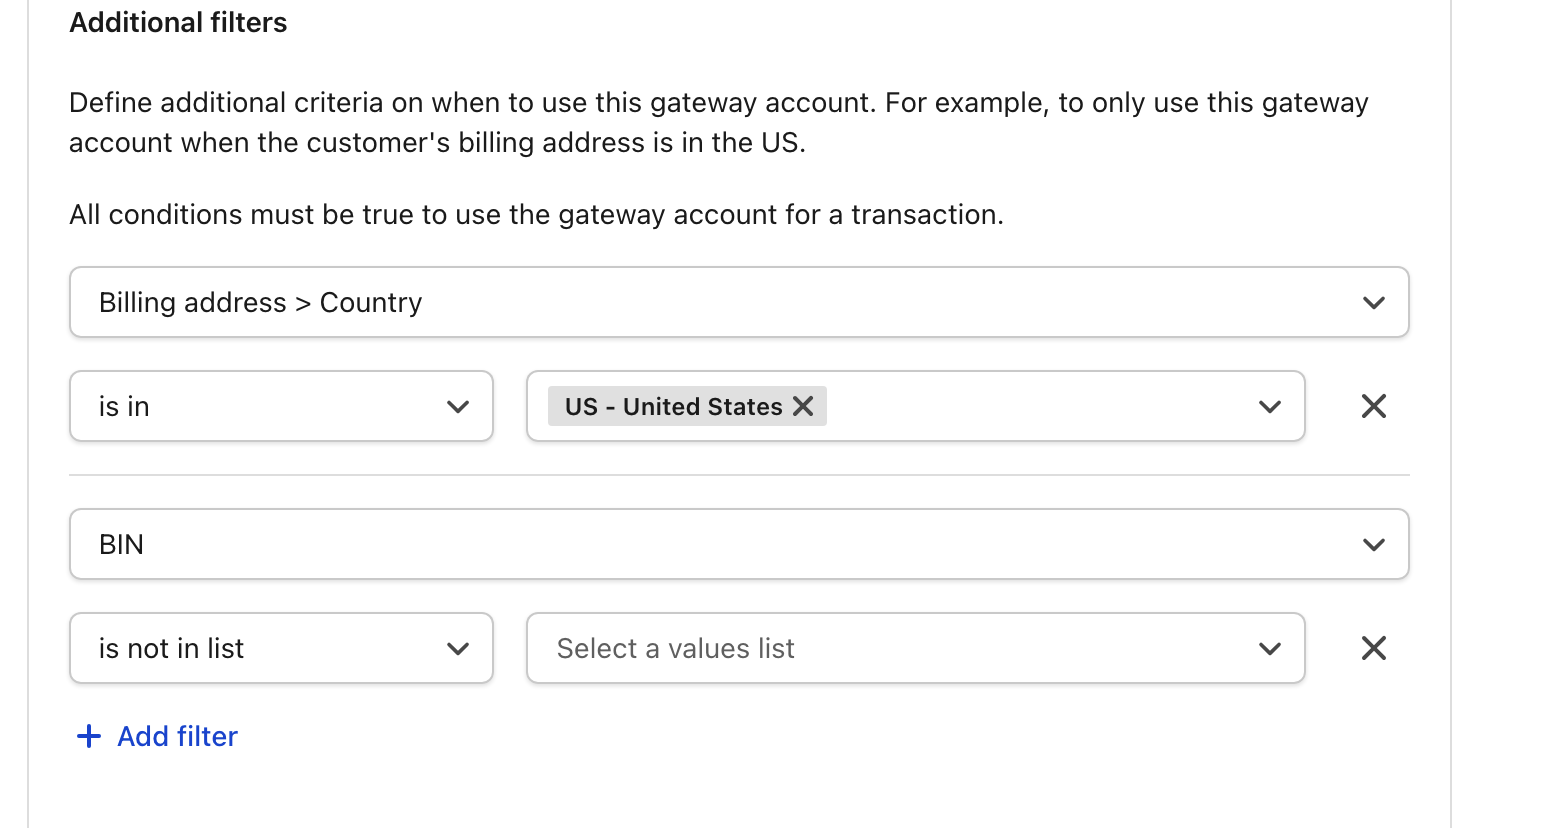 Additional filters
Define additional criteria on when to use this gateway account. For example, to only use this gateway
account when the customer's billing address is in the US.
All conditions must be true to use the gateway account for a transaction.
Billing address > Country
is in
US - United States
BIN
is not in list
Select a values list
+ Add filter